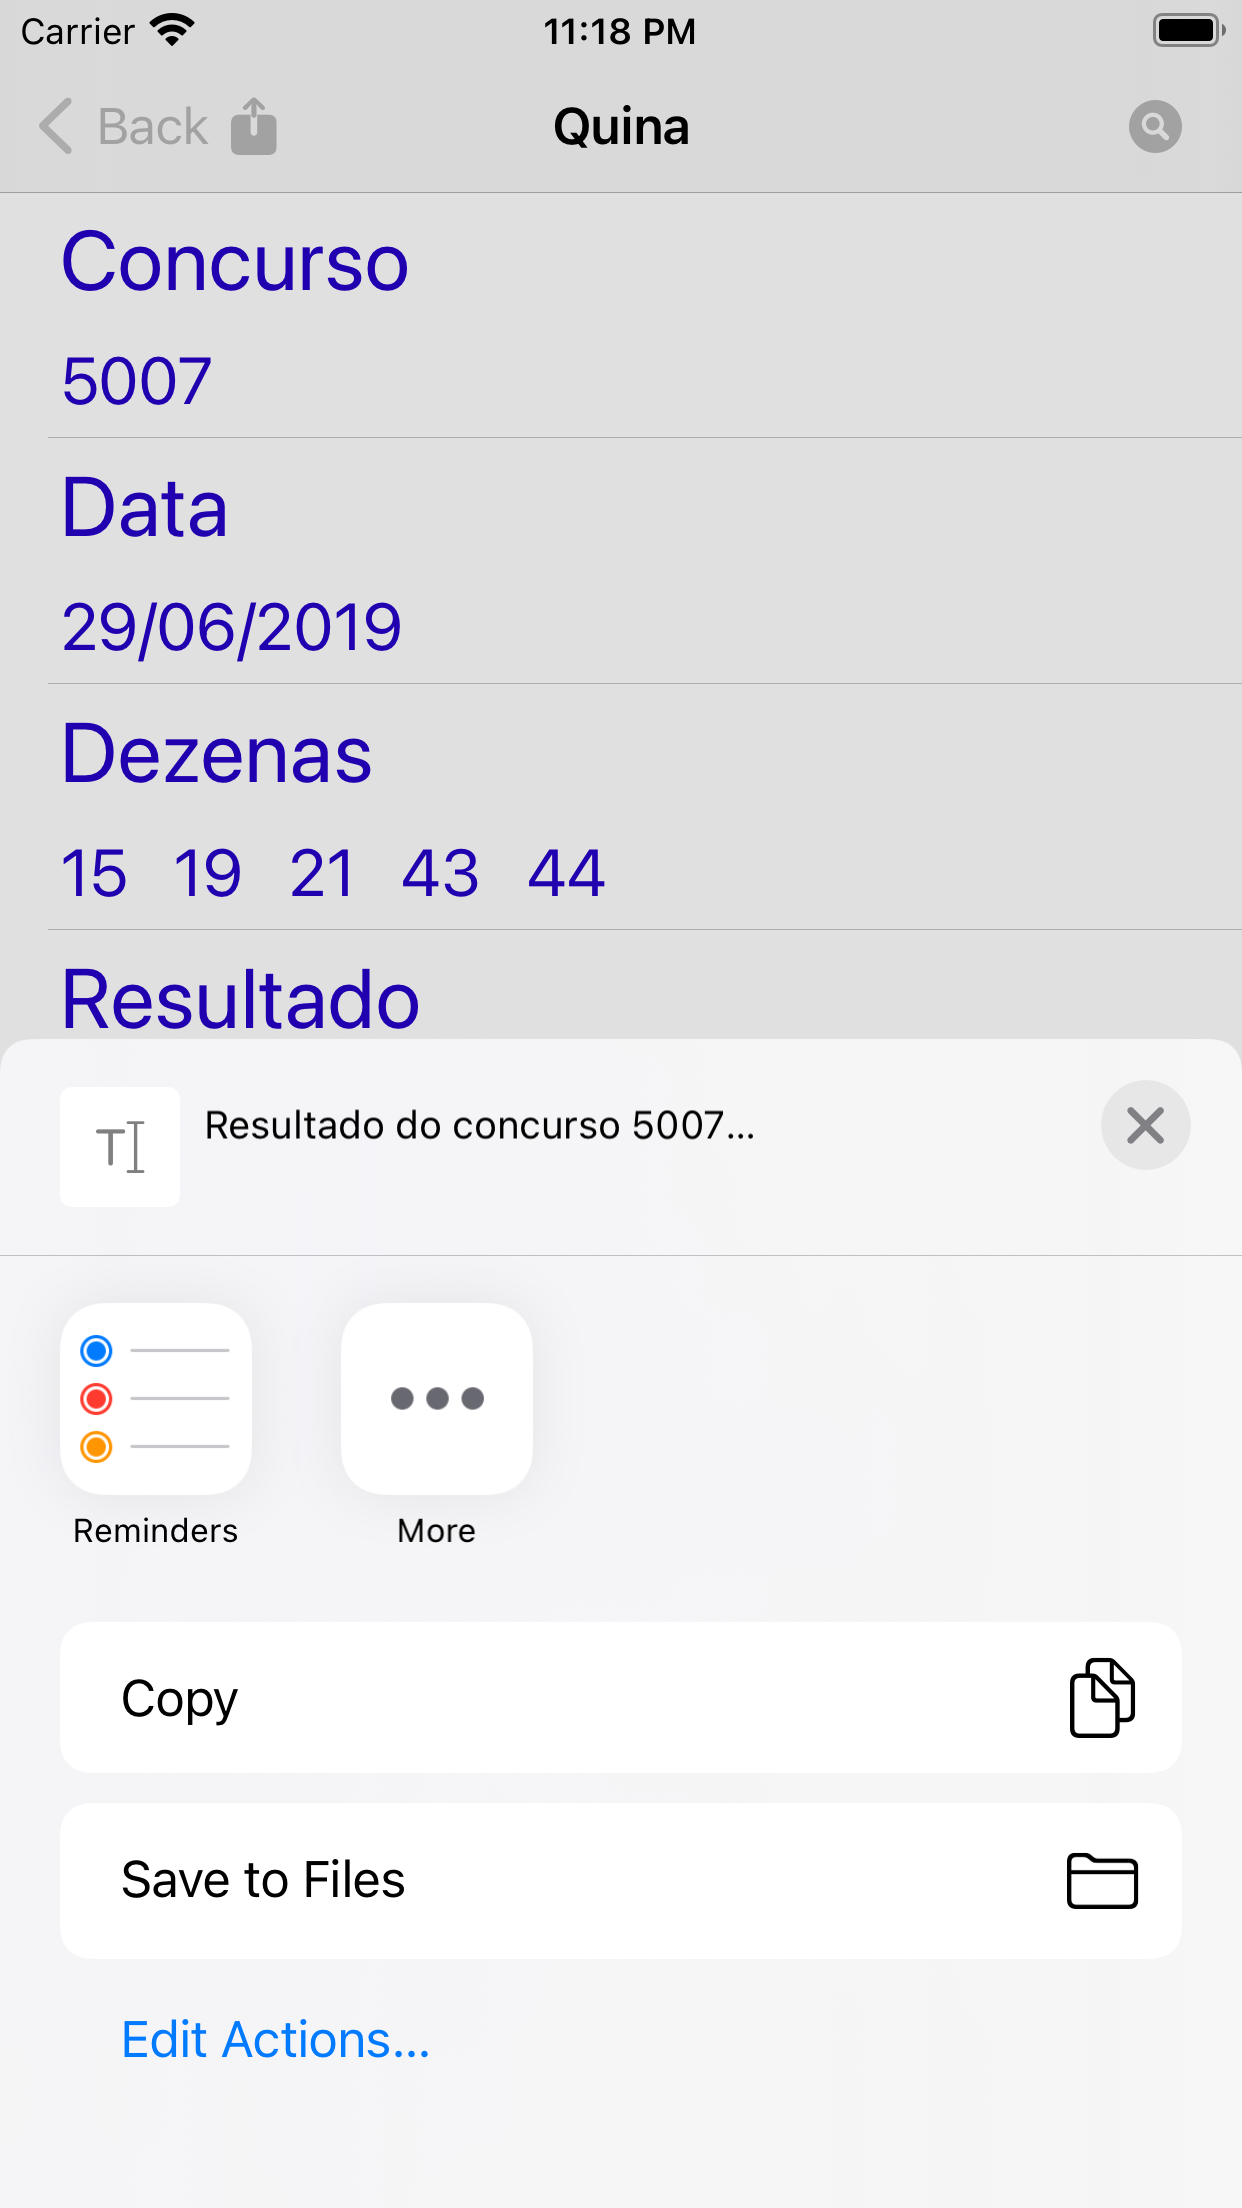 Carrier 11:18 PM
Back Quina
Concurso
5007
Data
29/06/2019
Dezenas
15 19 21 43 44
Resultado
Resultado do concurso 5007...
Reminders More
Copy
Save to Files
Edit Actions...